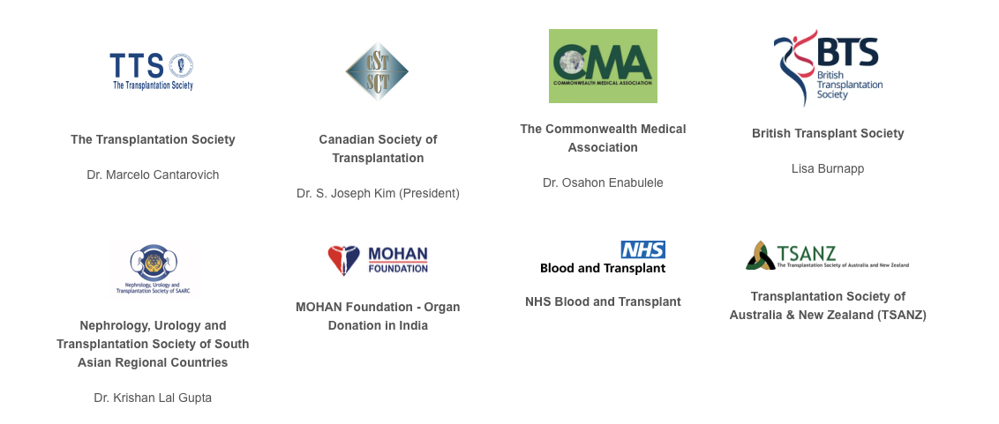 TTS
The Transplantation Society
The Transplantation Society
Dr. Marcelo Cantarovich
CST
SCT
Canadian Society of
Transplantation
Dr. S. Joseph Kim (President)
CMA
COMMONWEALTH MEDICAL ASSOCIATION
The Commonwealth Medical
Association
Dr. Osahon Enabulele
BTS
British
Transplantation
Society
British Transplant Society
Lisa Burnapp
Nephrology, Urology and
Transplantation Society of SAARC
Nephrology, Urology and
Transplantation Society of South
Asian Regional Countries
Dr. Krishan Lal Gupta
MOHAN
FOUNDATION
MOHAN Foundation - Organ
Donation in India
NHS
Blood and Transplant
NHS Blood and Transplant
TSANZ
The Transplantation Society of Australia and New Zealand
Transplantation Society of
Australia & New Zealand (TSANZ)